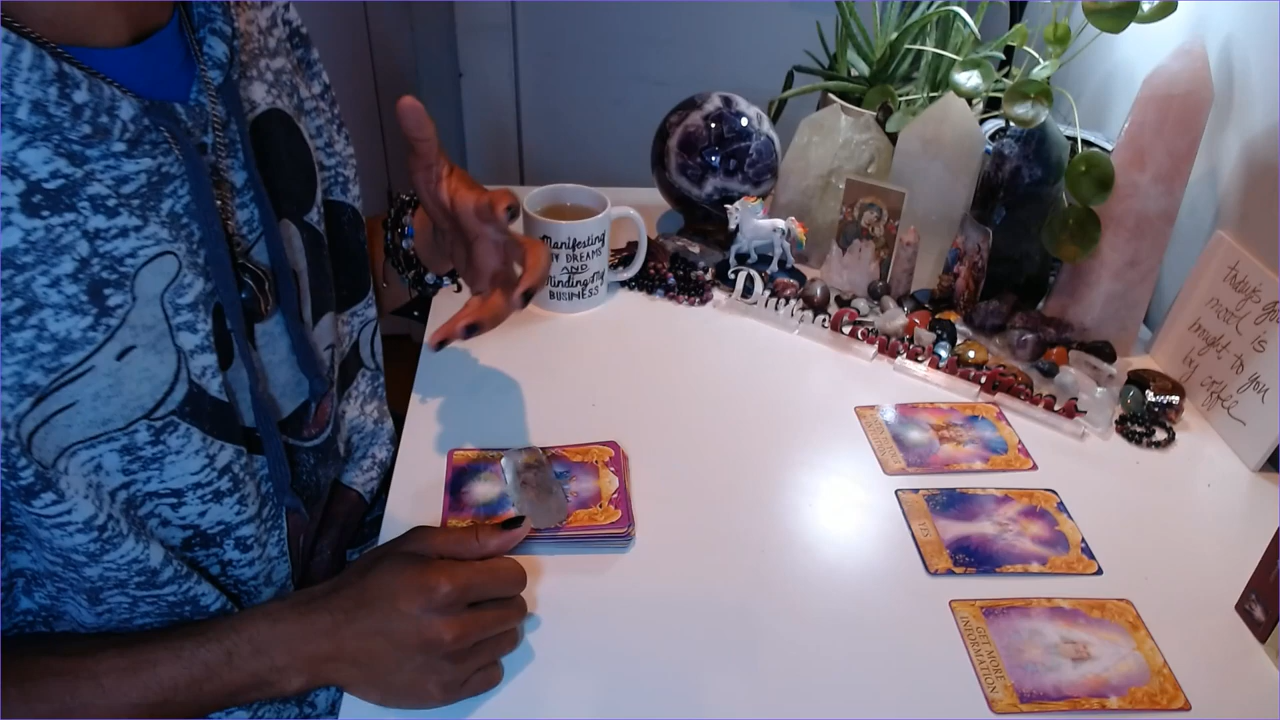 Manifesting
MY DREAMS
AND
Minding My
BUSINESS
Divine
today's good
mood is
brought to you
by coffee
YES
GET MORE
INFORMATION